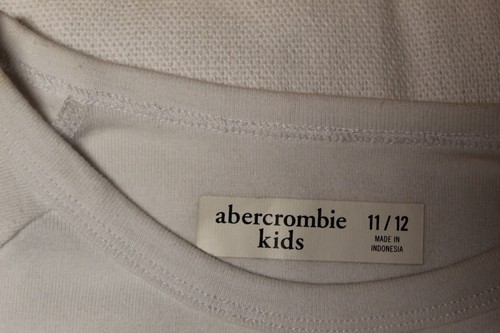 abercrombie
kids
11 / 12
MADE IN
INDONESIA